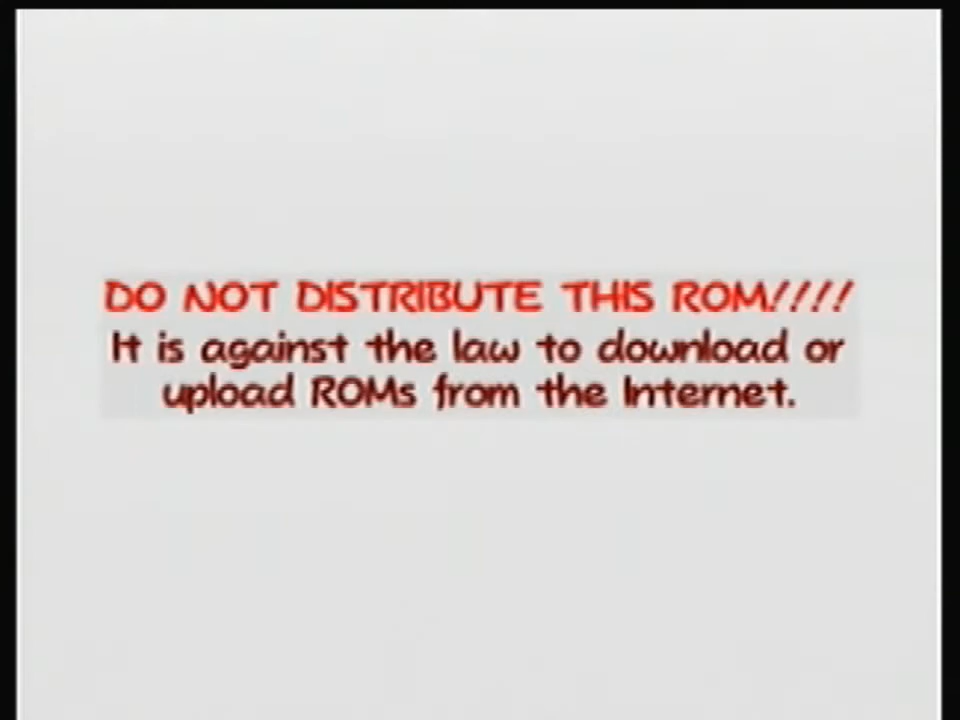 DO NOT DISTRIBUTE THIS ROM!!!!
It is against the law to download or
upload ROMs from the Internet.